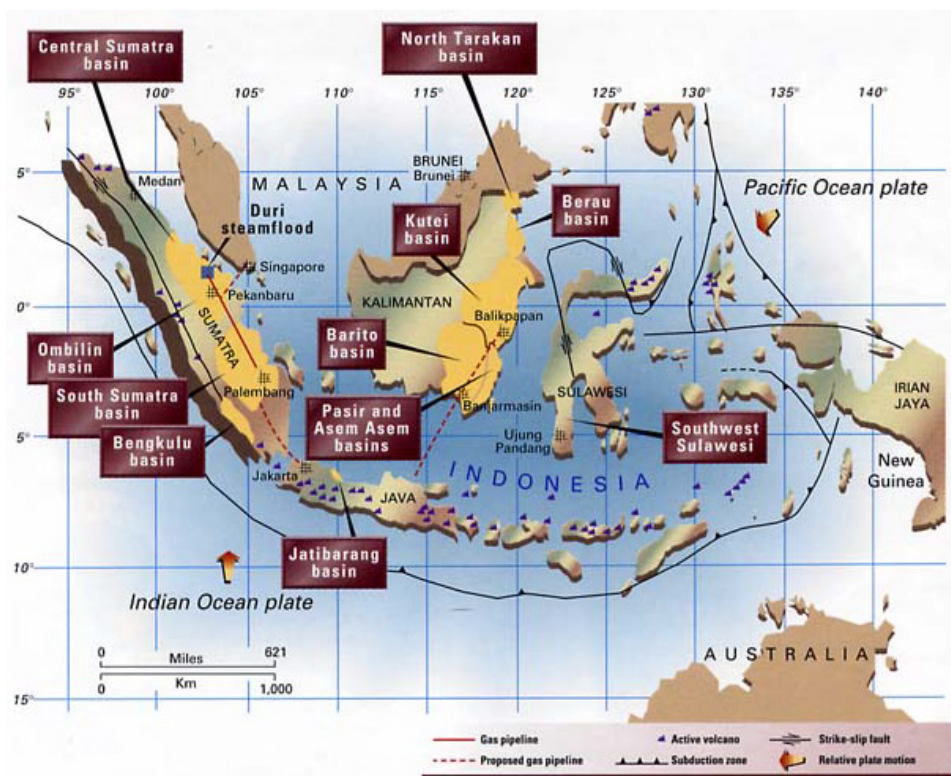 Central Sumatra
basin
North Tarakan
basin
95°
100°
105°
110°
115°
120°
125°
130°
135°
140°
5°
Medan
MALAYSIA
BRUNEI
Brunei
Pacific Ocean plate
Duri
steamflood
Kutei
basin
Berau
basin
Singapore
Pekanbaru
KALIMANTAN
0°
SUMATRA
Balikpapan
Ombilin
basin
Barito
basin
South Sumatra
basin
Palembang
Pasir and
Asem Asem
basins
Banjarmasin
SULAWESI
IRIAN
JAYA
Bengkulu
basin
5°
Ujung
Pandang
Southwest
Sulawesi
Jakarta
INDONESIA
New
Guinea
JAVA
Jatibarang
basin
10°
Indian Ocean plate
0
621
Miles
Km
0
1,000
AUSTRALIA
15°
Gas pipeline
Active volcano
Strike-slip fault
Proposed gas pipeline
Subduction zone
Relative plate motion